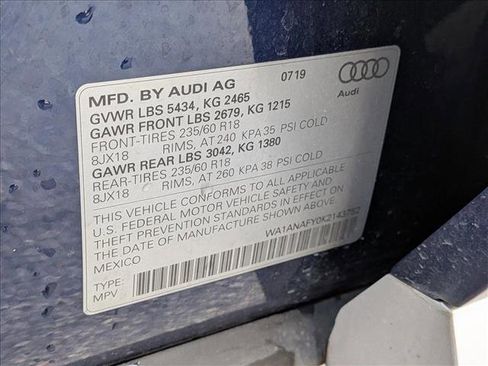 MFD. BY AUDI AG 07/19
GVWR LBS 5434, KG 2465
GAWR FRONT LBS 2679, KG 1215
FRONT-TIRES 235/60 R18
8JX18 RIMS, AT 240 KPA 35 PSI COLD
GAWR REAR LBS 3042, KG 1380
REAR-TIRES 235/60 R18
8JX18 RIMS, AT 260 KPA 38 PSI COLD
THIS VEHICLE CONFORMS TO ALL APPLICABLE
U.S. FEDERAL MOTOR VEHICLE SAFETY AND
THEFT PREVENTION STANDARDS IN EFFECT ON
THE DATE OF MANUFACTURE SHOWN ABOVE.
MEXICO
WA1ANAFY0K2143752
TYPE:
MPV
Audi